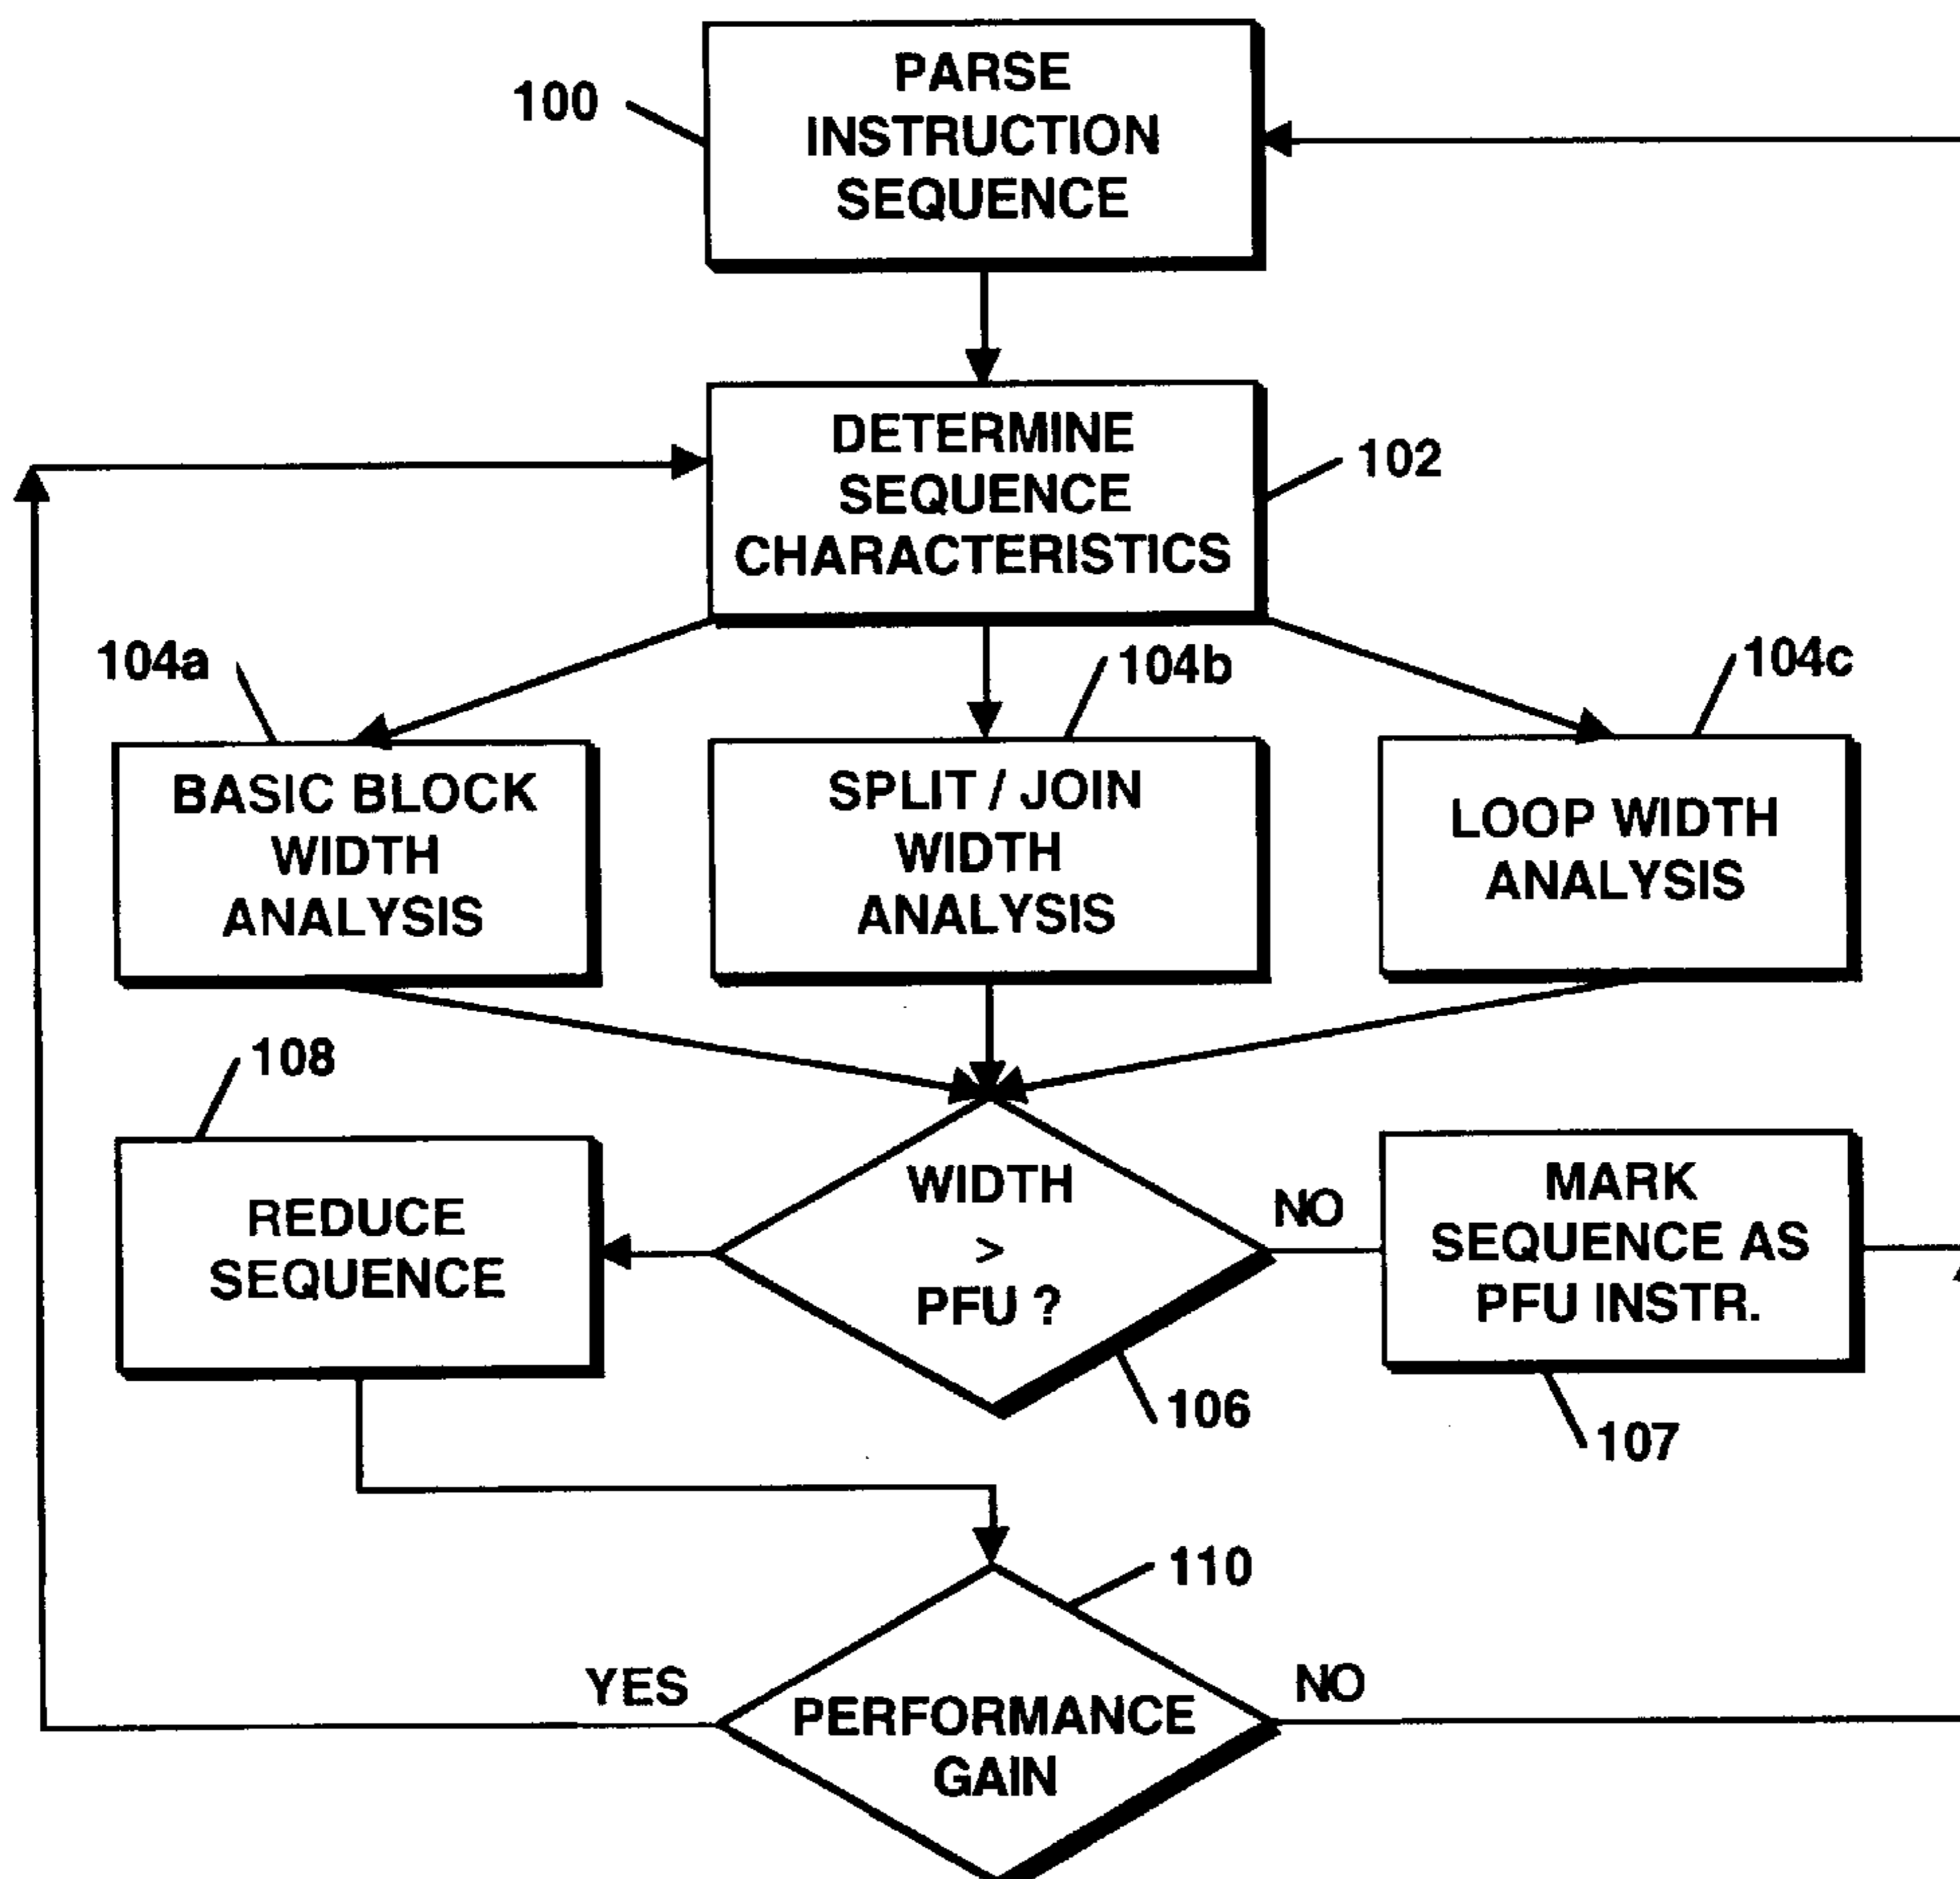 100
PARSE
INSTRUCTION
SEQUENCE
DETERMINE
SEQUENCE
CHARACTERISTICS
102
104a
104b
104c
BASIC BLOCK
WIDTH
ANALYSIS
SPLIT / JOIN
WIDTH
ANALYSIS
LOOP WIDTH
ANALYSIS
108
REDUCE
SEQUENCE
WIDTH
>
PFU ?
NO
MARK
SEQUENCE AS
PFU INSTR.
106
107
110
YES
PERFORMANCE
GAIN
NO